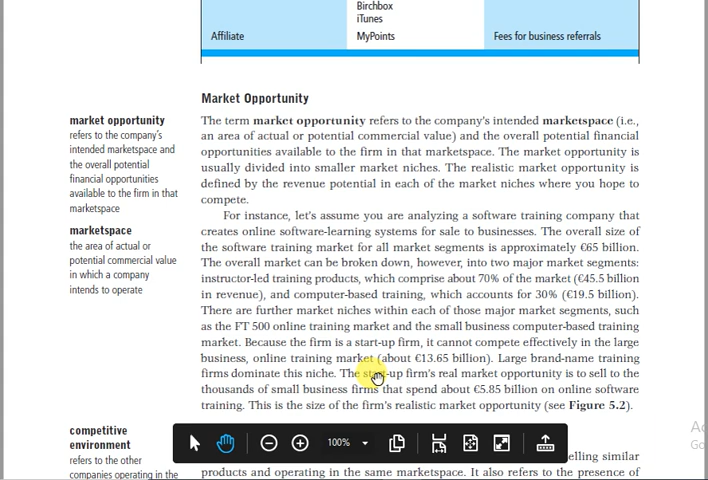 Birchbox
iTunes
Affiliate MyPoints Fees for business referrals
Market Opportunity
market opportunity
refers to the company's
intended marketspace and
the overall potential
financial opportunities
available to the firm in that
marketspace
marketspace
the area of actual or
potential commercial value
in which a company
intends to operate
The term market opportunity refers to the company's intended marketspace (i.e.,
an area of actual or potential commercial value) and the overall potential financial
opportunities available to the firm in that marketspace. The market opportunity is
usually divided into smaller market niches. The realistic market opportunity is
defined by the revenue potential in each of the market niches where you hope to
compete.
For instance, let's assume you are analyzing a software training company that
creates online software-learning systems for sale to businesses. The overall size of
the software training market for all market segments is approximately €65 billion.
The overall market can be broken down, however, into two major market segments:
instructor-led training products, which comprise about 70% of the market (€45.5 billion
in revenue), and computer-based training, which accounts for 30% (€19.5 billion).
There are further market niches within each of those major market segments, such
as the FT 500 online training market and the small business computer-based training
market. Because the firm is a start-up firm, it cannot compete effectively in the large
business, online training market (about €13.65 billion). Large brand-name training
firms dominate this niche. The start-up firm's real market opportunity is to sell to the
thousands of small business firms that spend about €5.85 billion on online software
training. This is the size of the firm's realistic market opportunity (see Figure 5.2).
competitive
environment
refers to the other
companies operating in the
100%
elling similar
products and operating in the same marketspace. It also refers to the presence of